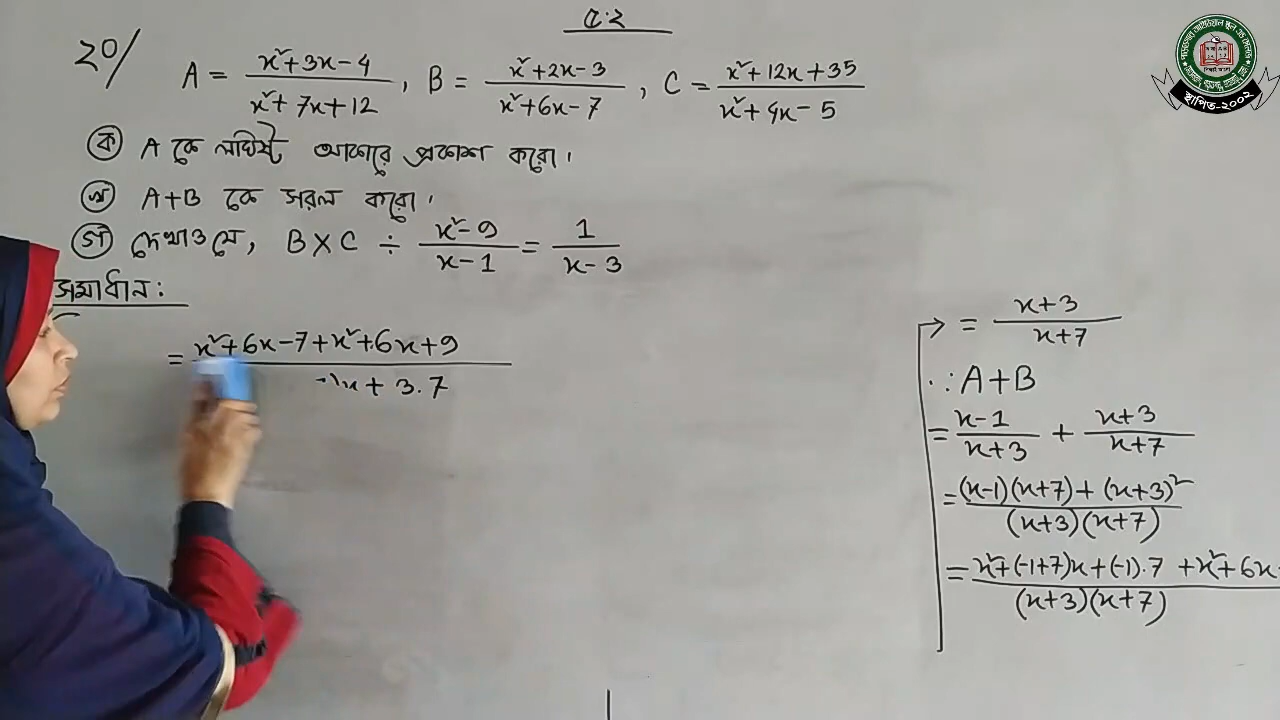 ৫.২
২০/ A = x²+3x-4 / x²+7x+12 , B = x²+2x-3 / x²+6x-7 , C = x²+12x+35 / x²+4x-5
ক A কে লঘিষ্ট আকারে প্রকাশ করো।
খ A+B কে সরল করো।
গ দেখাও যে, B X C ÷ x²-9 / x-1 = 1 / x-3
সমাধান:
= x²+6x-7+x²+6x+9 / x+3.7
= x+3 / x+7
∴ A+B
= x-1 / x+3 + x+3 / x+7
= (x-1)(x+7)+(x+3)² / (x+3)(x+7)
= x²+(-1+7)x+(-1).7 +x²+6x / (x+3)(x+7)
স্থাপিত-২০০২